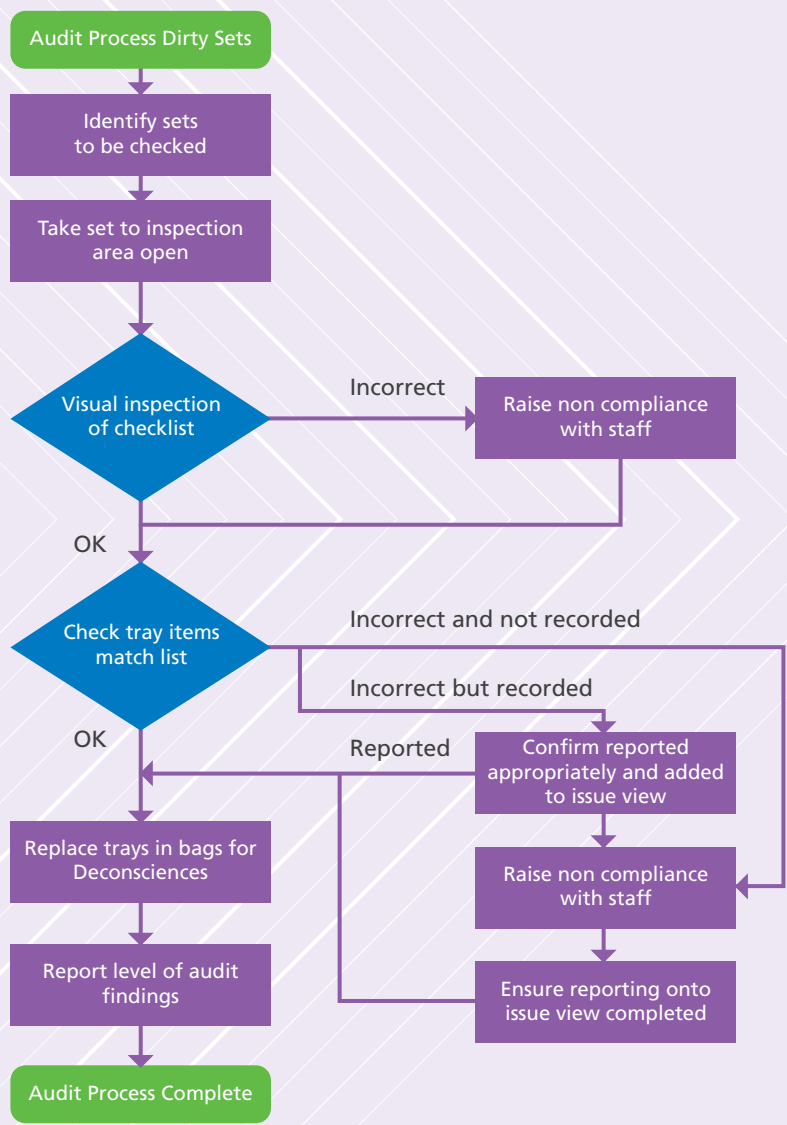 Audit Process Dirty Sets
Identify sets
to be checked
Take set to inspection
area open
Visual inspection
of checklist
Incorrect
Raise non compliance
with staff
OK
Check tray items
match list
Incorrect and not recorded
Incorrect but recorded
OK
Reported
Confirm reported
appropriately and added
to issue view
Replace trays in bags for
Deconsciences
Raise non compliance
with staff
Report level of audit
findings
Ensure reporting onto
issue view completed
Audit Process Complete